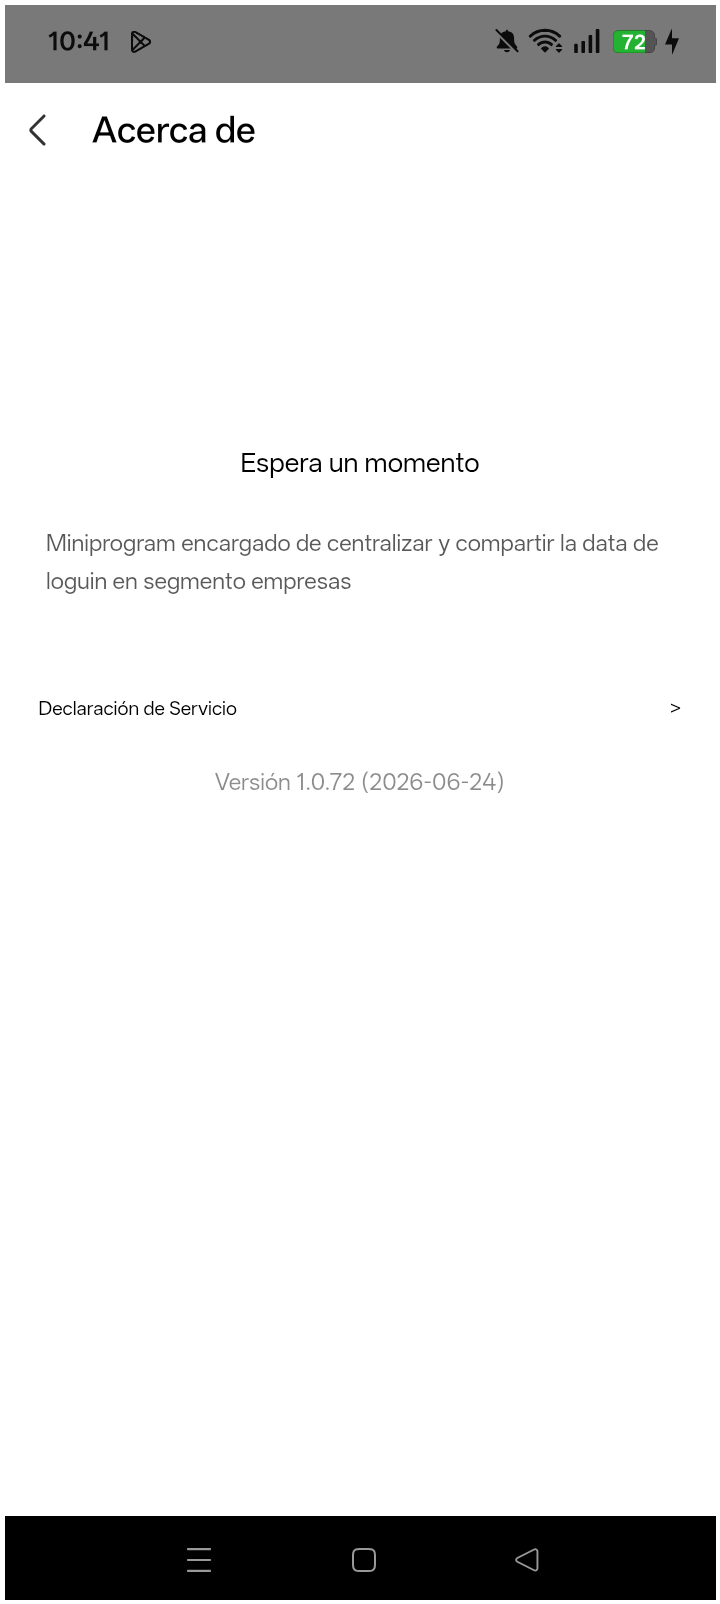 10:41
72
Acerca de
Espera un momento
Miniprogram encargado de centralizar y compartir la data de
loguin en segmento empresas
Declaración de Servicio >
Versión 1.0.72 (2026-06-24)